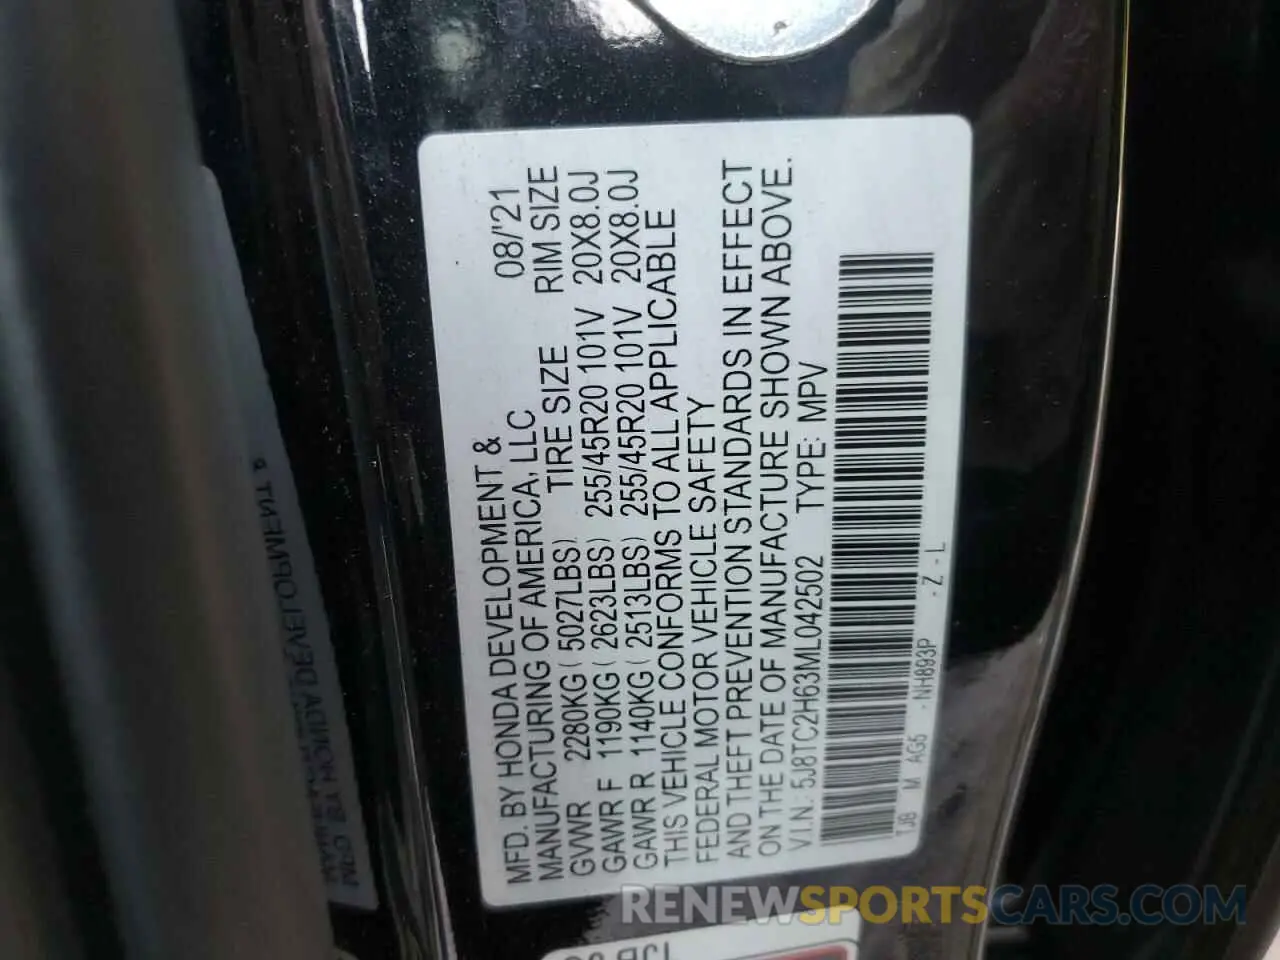 MFD. BY HONDA DEVELOPMENT &
MANUFACTURING OF AMERICA, LLC 08/'21
GVWR 2280KG ( 5027LBS) TIRE SIZE RIM SIZE
GAWR F 1190KG ( 2623LBS) 255/45R20 101V 20X8.0J
GAWR R 1140KG ( 2513LBS) 255/45R20 101V 20X8.0J
THIS VEHICLE CONFORMS TO ALL APPLICABLE
FEDERAL MOTOR VEHICLE SAFETY
AND THEFT PREVENTION STANDARDS IN EFFECT
ON THE DATE OF MANUFACTURE SHOWN ABOVE.
V.I.N.: 5J8TC2H63ML042502 TYPE: MPV
TJB M AG5 - NH893P - Z - L
RENEWSPORTSCARS.COM